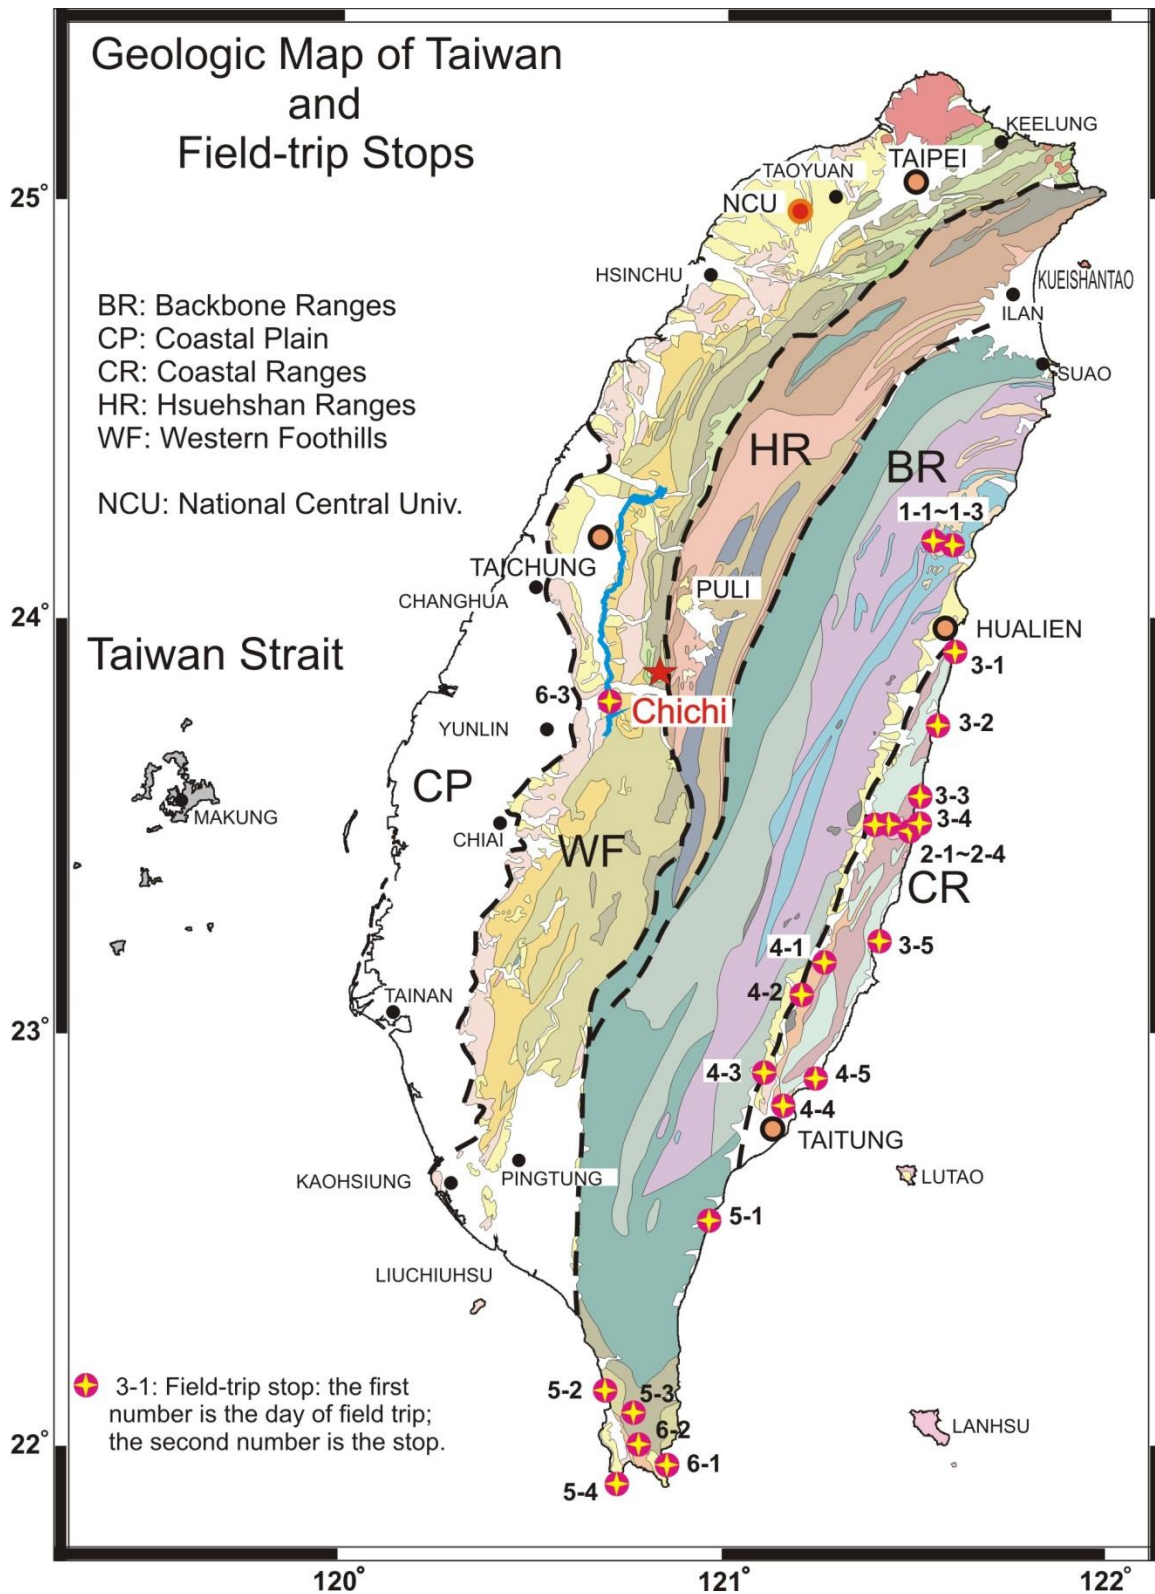 Geologic Map of Taiwan
and
Field-trip Stops
KEELUNG
TAIPEI
TAOYUAN
25°
NCU
HSINCHU
KUEISHANTAO
ILAN
SUAO
BR: Backbone Ranges
CP: Coastal Plain
CR: Coastal Ranges
HR: Hsuehshan Ranges
WF: Western Foothills
NCU: National Central Univ.
HR
BR
1-1~1-3
TAICHUNG
CHANGHUA
PULI
24°
HUALIEN
Taiwan Strait
3-1
6-3
Chichi
YUNLIN
3-2
CP
3-3
MAKUNG
3-4
CHIAI
WF
2-1~2-4
CR
4-1
3-5
4-2
TAINAN
23°
4-3
4-5
4-4
TAITUNG
KAOHSIUNG
PINGTUNG
LUTAO
5-1
LIUCHIUHSU
3-1: Field-trip stop: the first
number is the day of field trip;
the second number is the stop.
5-2
5-3
6-2
LANHSU
22°
6-1
5-4
120°
121°
122°